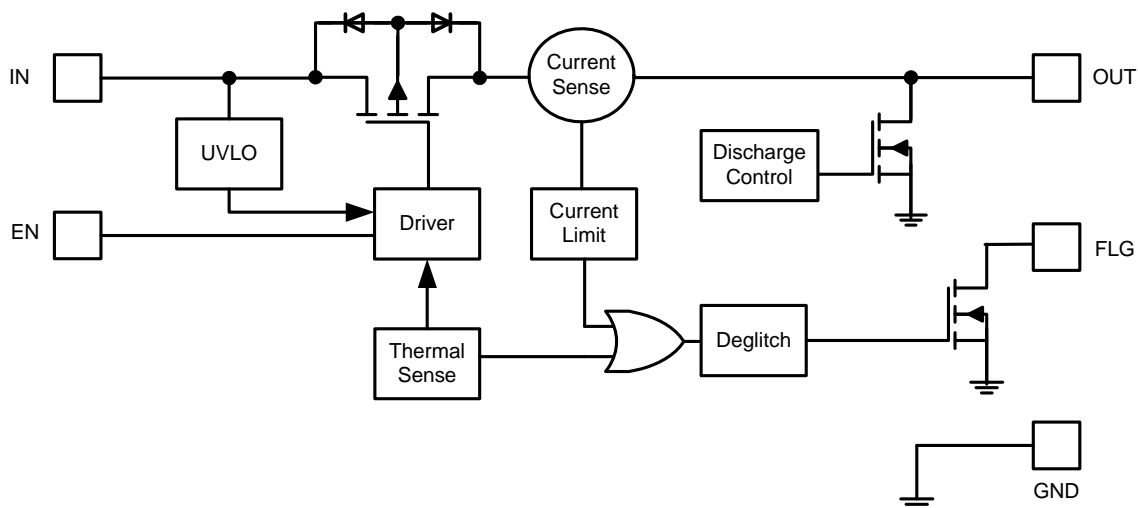 IN
Current
Sense
OUT
UVLO
Discharge
Control
EN
Driver
Current
Limit
FLG
Thermal
Sense
Deglitch
GND